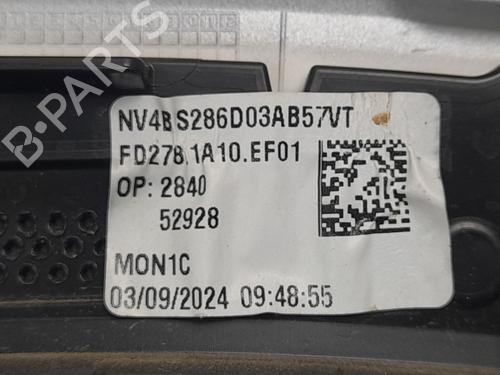 NV4BS286D03AB57VT
FD278.1A10.EF01
OP: 2840
52928
MON1C
03/09/2024 09:48:55
B-PARTS